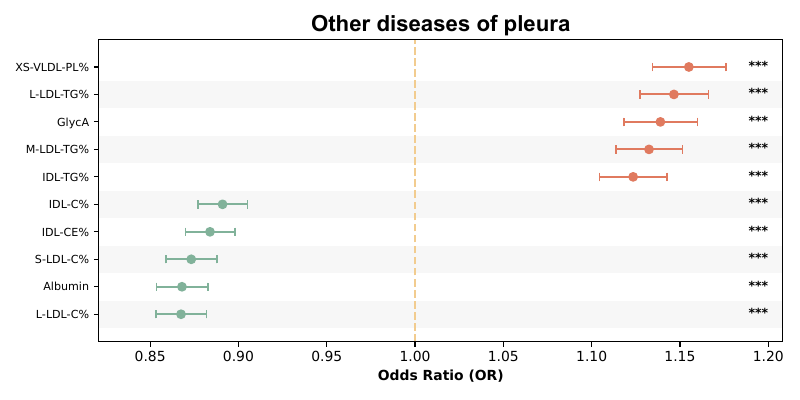 Other diseases of pleura
XS-VLDL-PL% ***
L-LDL-TG% ***
GlycA ***
M-LDL-TG% ***
IDL-TG% ***
IDL-C% ***
IDL-CE% ***
S-LDL-C% ***
Albumin ***
L-LDL-C% ***
0.85 0.90 0.95 1.00 1.05 1.10 1.15 1.20
Odds Ratio (OR)